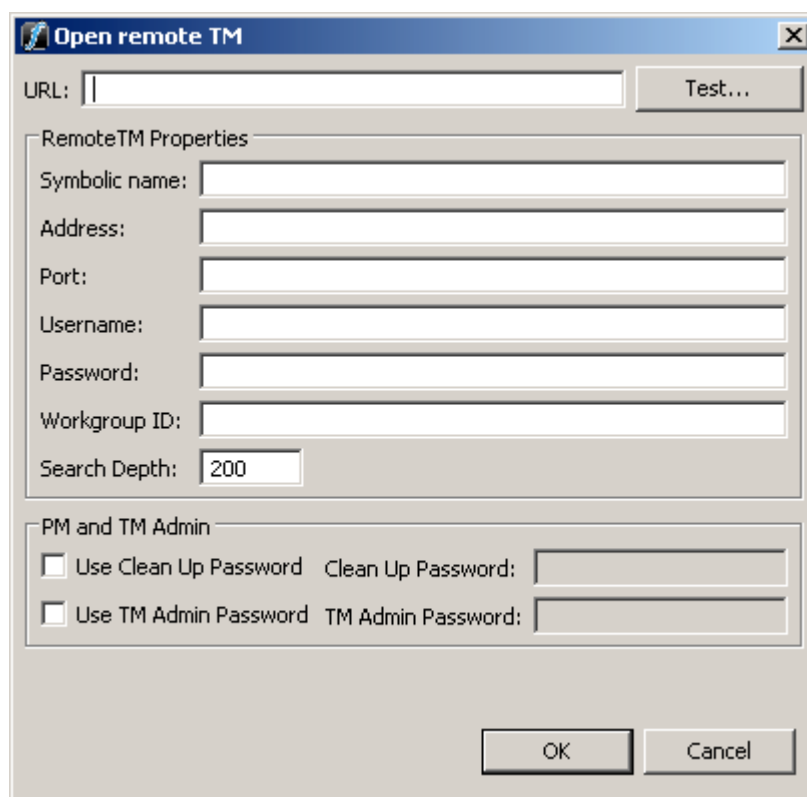 Open remote TM
URL: Test...
RemoteTM Properties
Symbolic name:
Address:
Port:
Username:
Password:
Workgroup ID:
Search Depth: 200
PM and TM Admin
Use Clean Up Password Clean Up Password:
Use TM Admin Password TM Admin Password:
OK Cancel